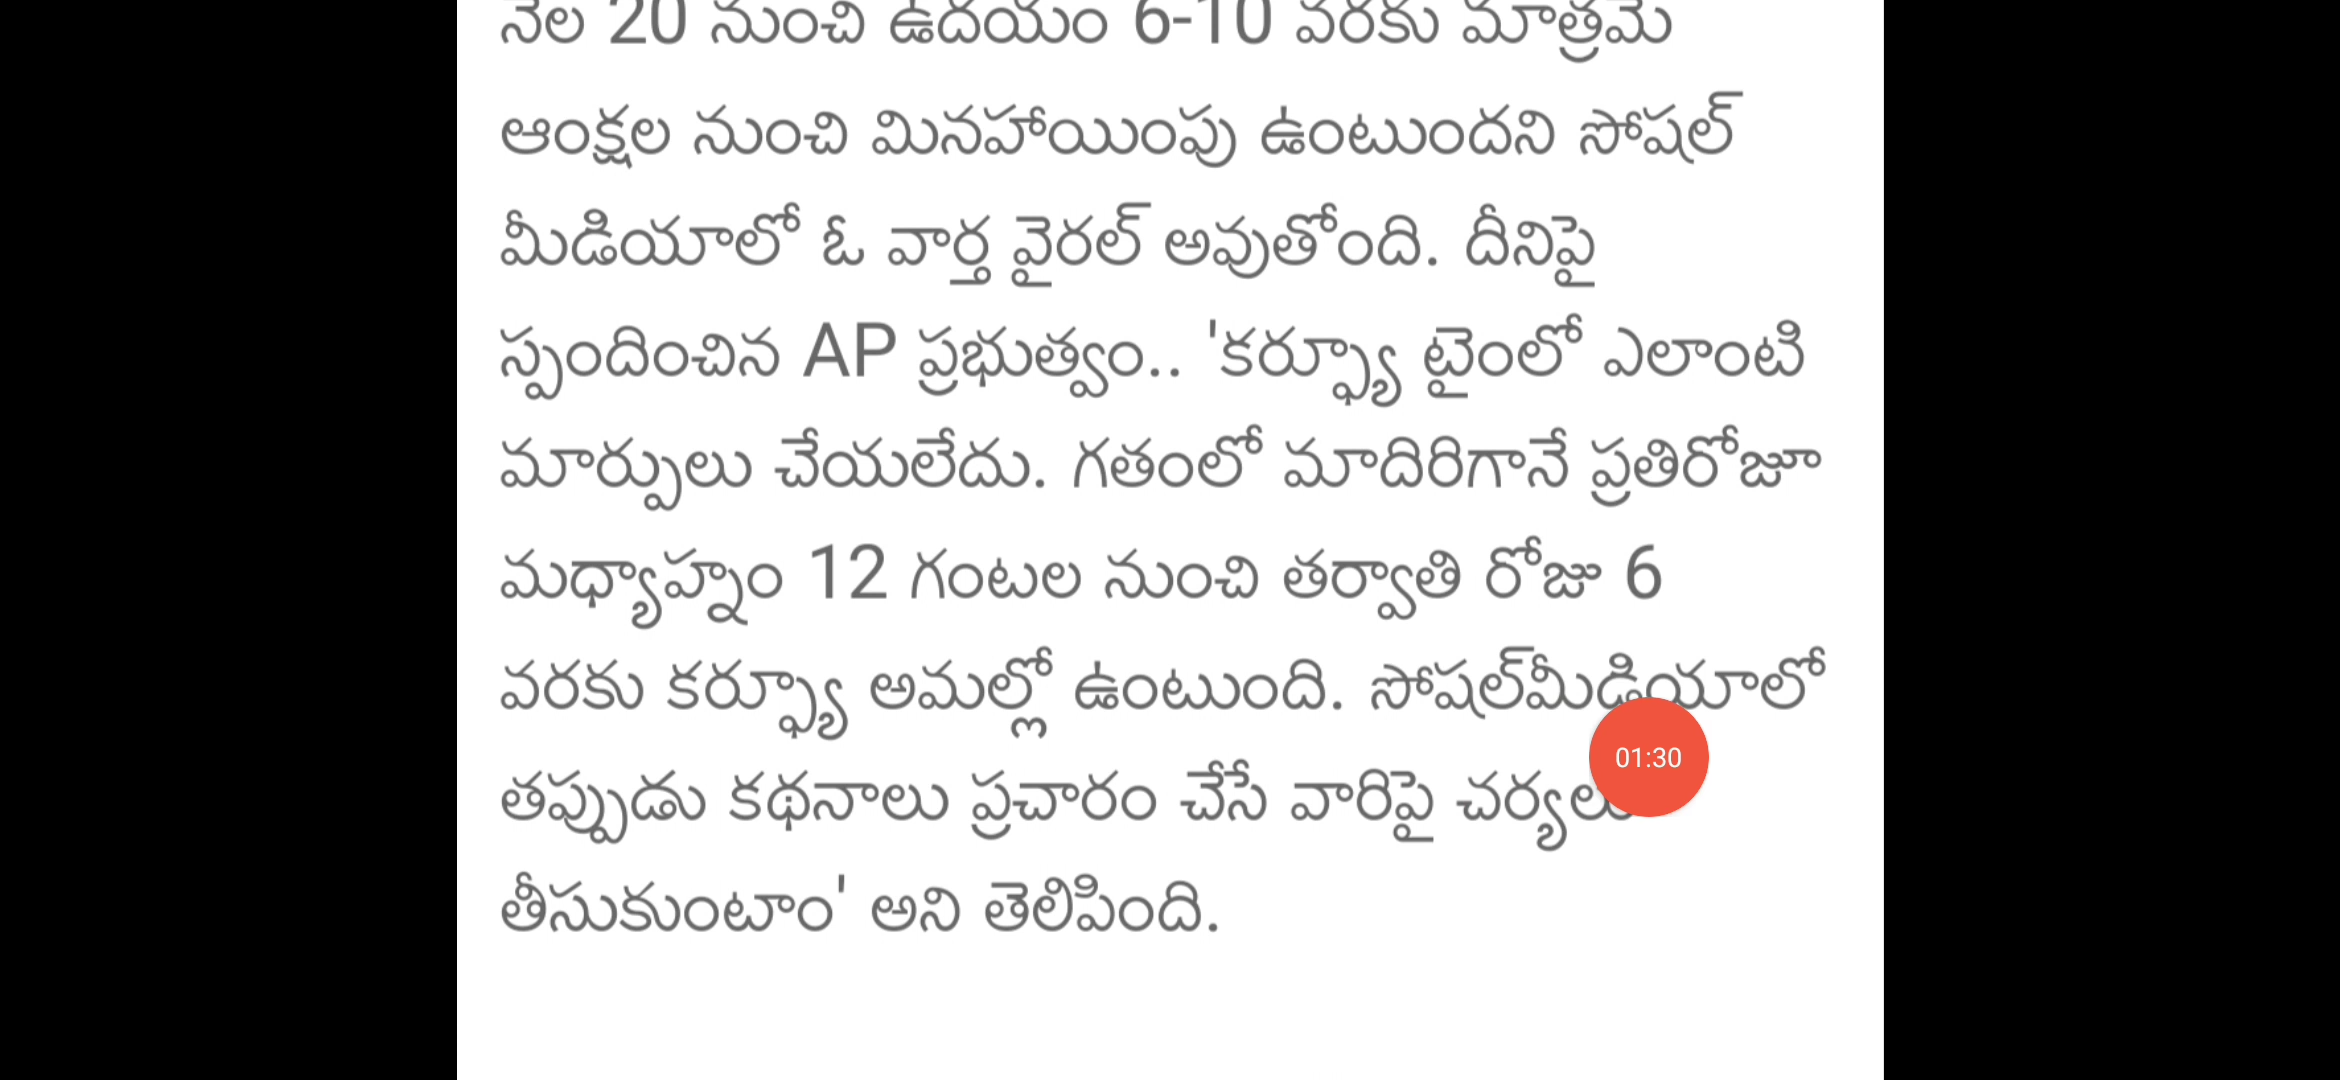 నెల 20 నుంచి ఉదయం 6-10 వరకు మాత్రమే
ఆంక్షల నుంచి మినహాయింపు ఉంటుందని సోషల్
మీడియాలో ఓ వార్త వైరల్ అవుతోంది. దీనిపై
స్పందించిన AP ప్రభుత్వం.. 'కర్ఫ్యూ టైంలో ఎలాంటి
మార్పులు చేయలేదు. గతంలో మాదిరిగానే ప్రతిరోజూ
మధ్యాహ్నం 12 గంటల నుంచి తర్వాతి రోజు 6
వరకు కర్ఫ్యూ అమల్లో ఉంటుంది. సోషల్‌మీడియాలో
తప్పుడు కథనాలు ప్రచారం చేసే వారిపై చర్యలు
01:30
తీసుకుంటాం' అని తెలిపింది.